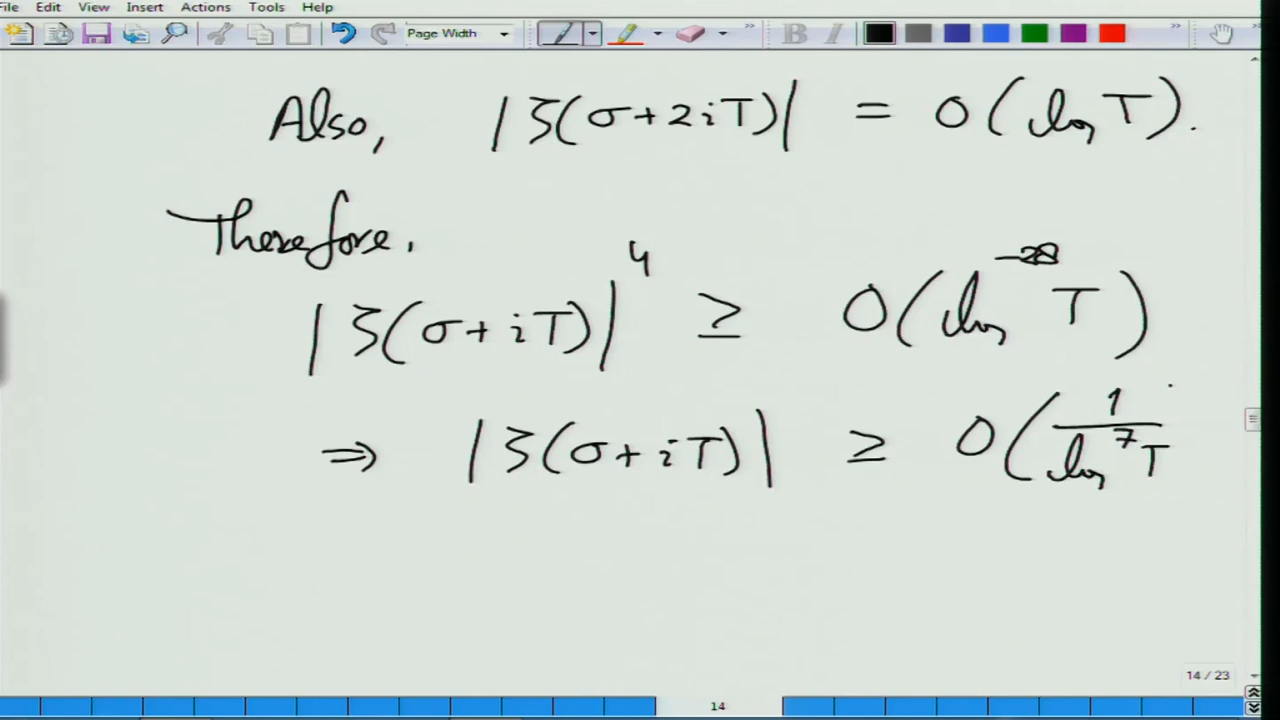 File Edit View Insert Actions Tools Help
Page Width
B I
Also, |ζ(σ+2iT)| = O(log T).
Therefore,
|ζ(σ+iT)|⁴ ≥ O(log⁻²⁸ T)
⇒ |ζ(σ+iT)| ≥ O(1/log⁷ T
14 / 23
14